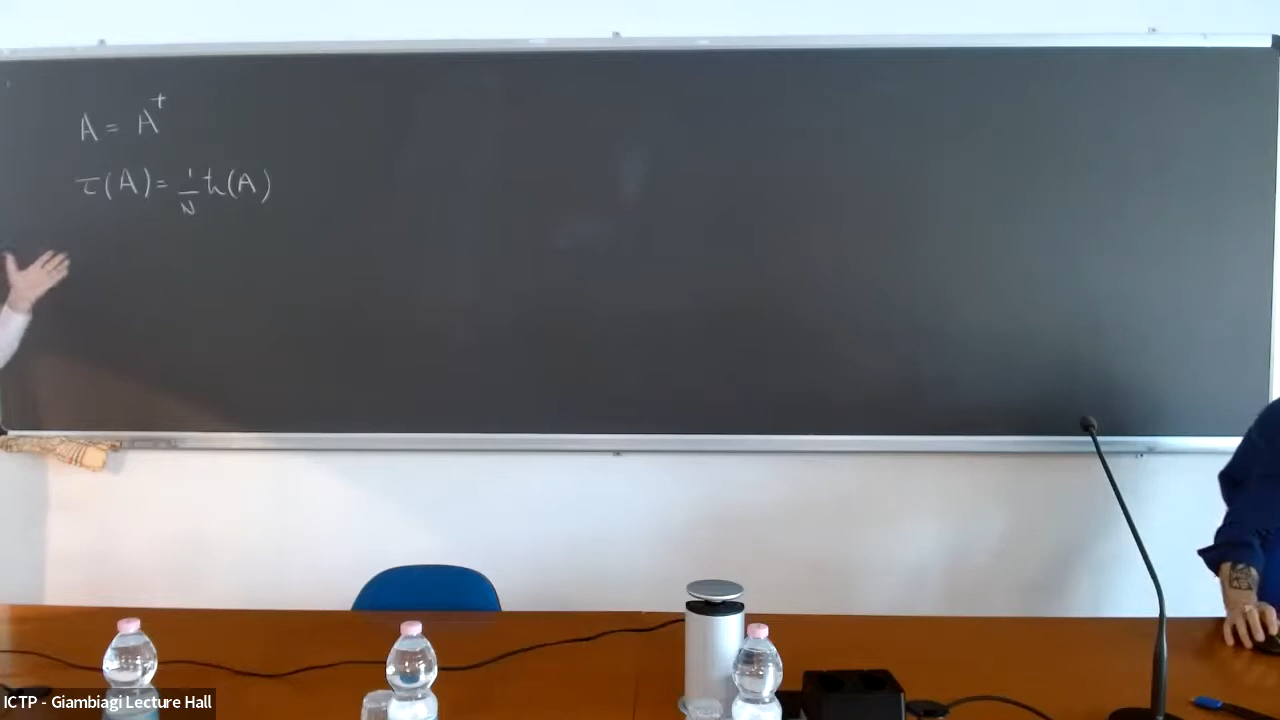 A = A†
τ(A) = 1/N tr(A)
ICTP - Giambiagi Lecture Hall